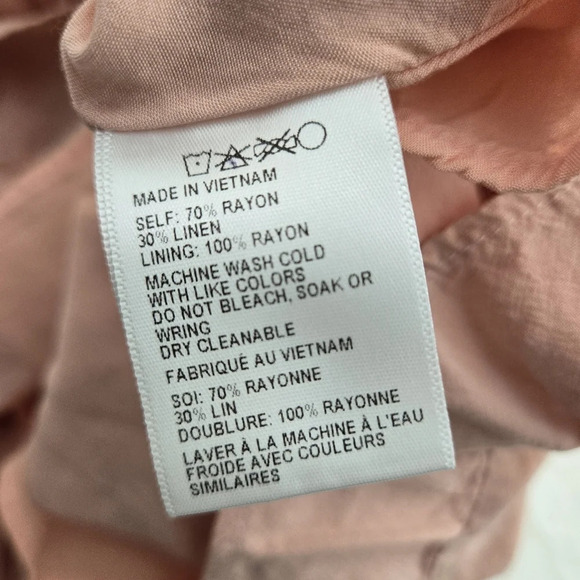 MADE IN VIETNAM
SELF: 70% RAYON
30% LINEN
LINING: 100% RAYON
MACHINE WASH COLD
WITH LIKE COLORS
DO NOT BLEACH, SOAK OR
WRING
DRY CLEANABLE
FABRIQUÉ AU VIETNAM
SOI: 70% RAYONNE
30% LIN
DOUBLURE: 100% RAYONNE
LAVER À LA MACHINE À L'EAU
FROIDE AVEC COULEURS
SIMILAIRES